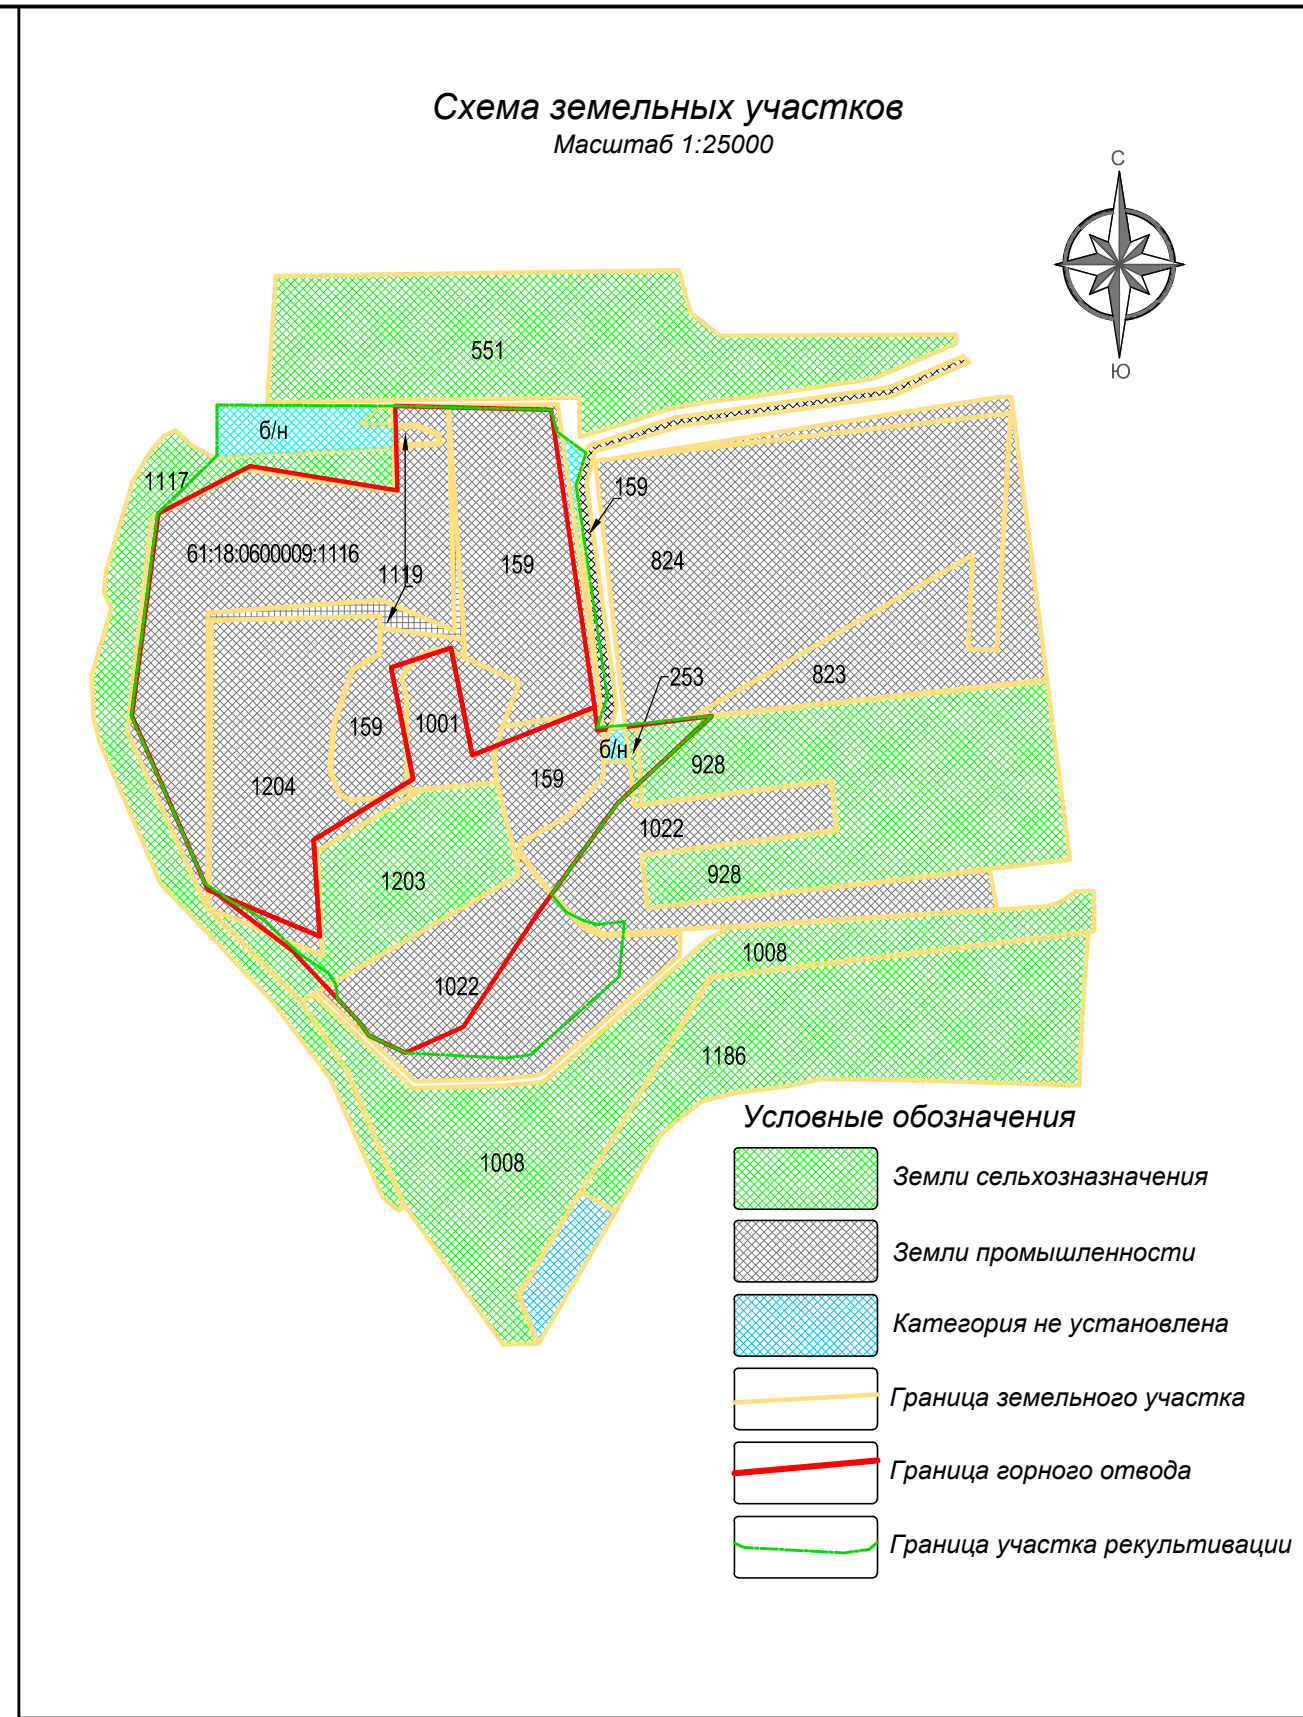 Схема земельных участков
Масштаб 1:25000
С
Ю
551
б/н
1117
159
61:18:0600009:1116
1119
159
824
253
823
159
1001
б/н
928
1204
159
1022
1203
928
1022
1008
1186
1008
Условные обозначения
Земли сельхозназначения
Земли промышленности
Категория не установлена
Граница земельного участка
Граница горного отвода
Граница участка рекультивации